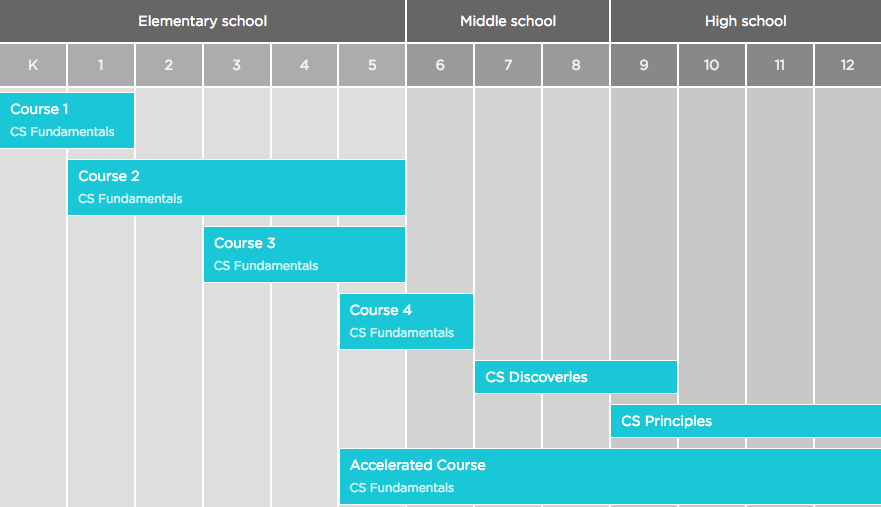 Elementary school Middle school High school
K 1 2 3 4 5 6 7 8 9 10 11 12
Course 1
CS Fundamentals
Course 2
CS Fundamentals
Course 3
CS Fundamentals
Course 4
CS Fundamentals
CS Discoveries
CS Principles
Accelerated Course
CS Fundamentals